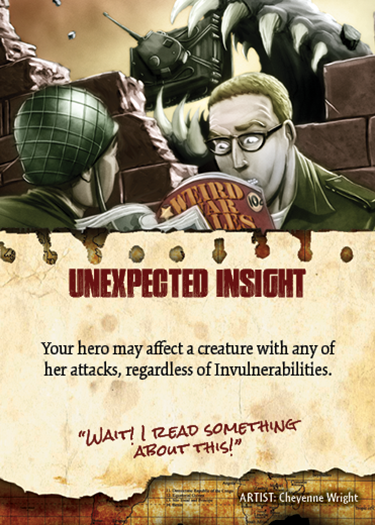 WEIRD
WAR
TALES
10¢
UNEXPECTED INSIGHT
Your hero may affect a creature with any of
her attacks, regardless of Invulnerabilities.
"WAIT! I READ SOMETHING
ABOUT THIS!"
ARTIST: Cheyenne Wright